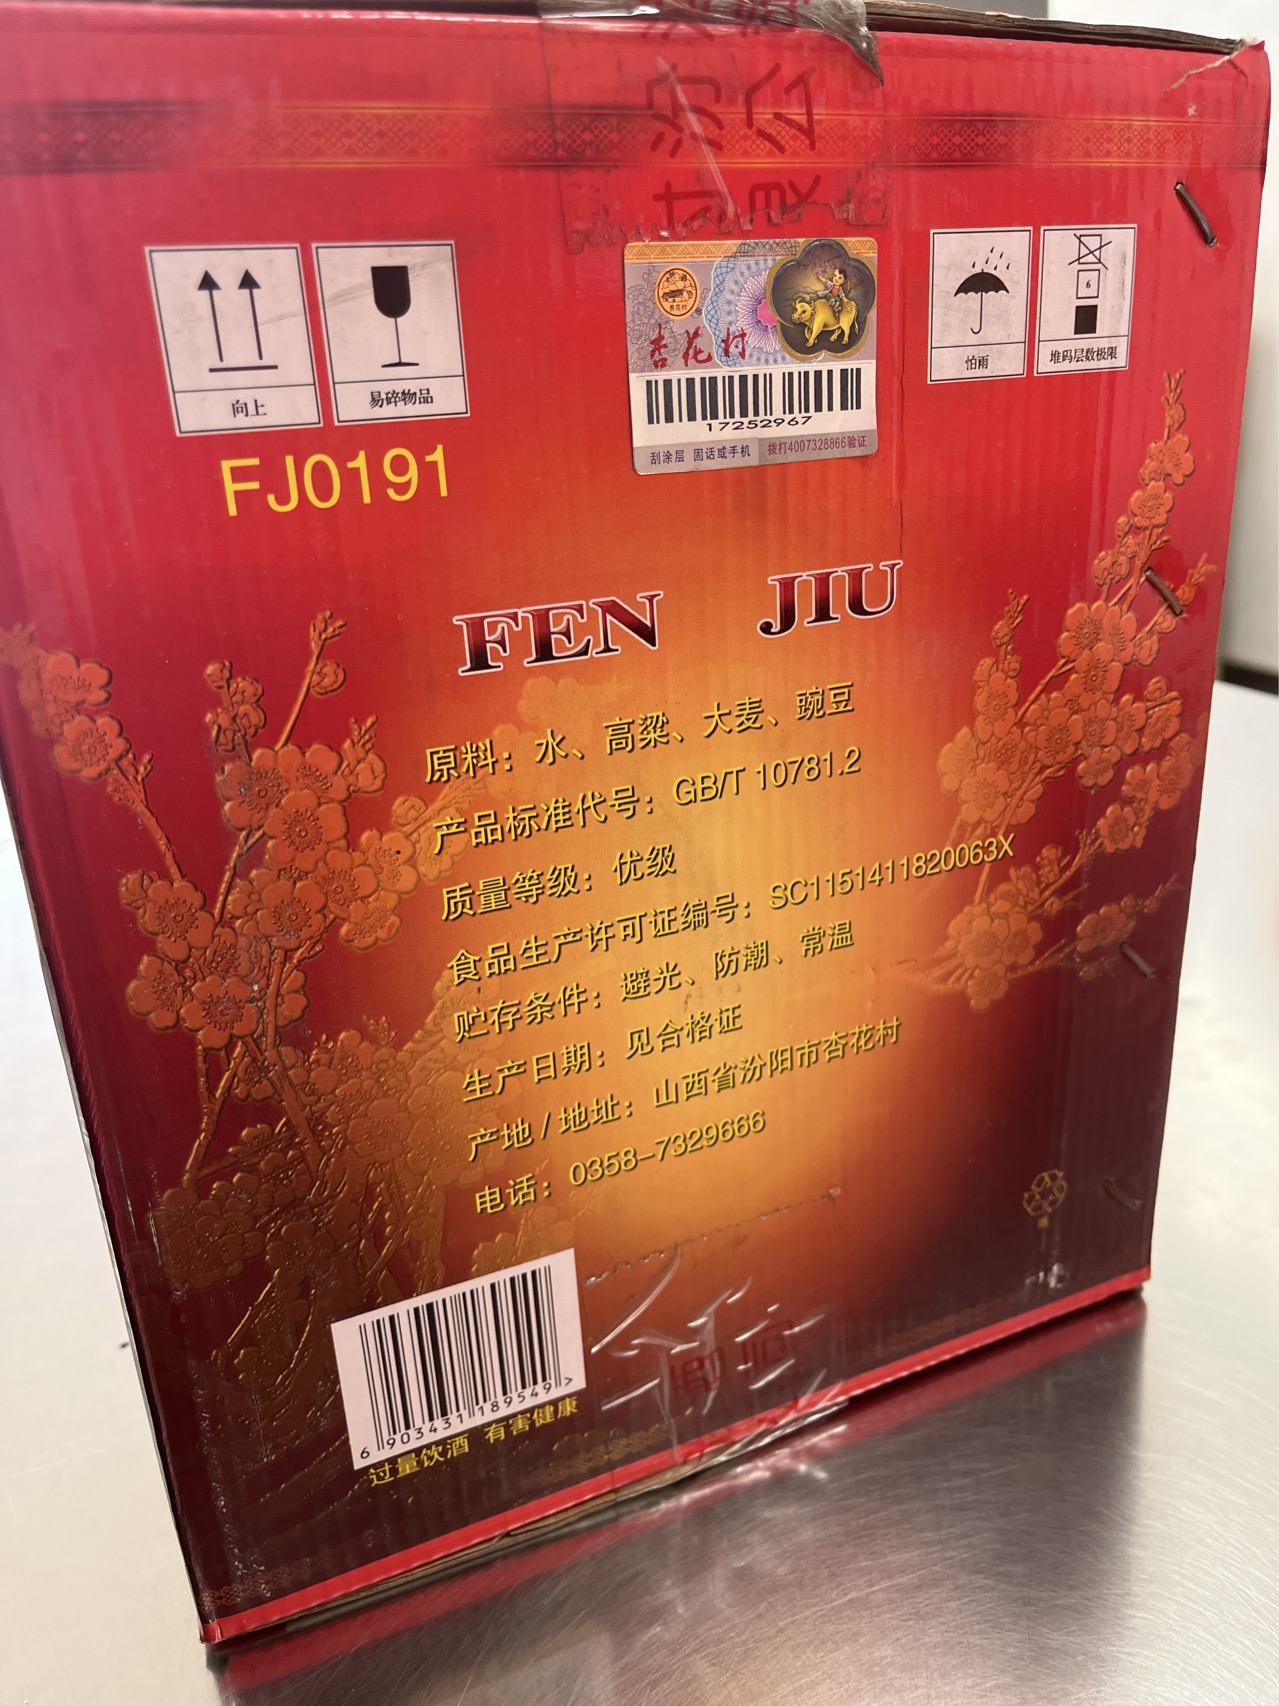 向上
易碎物品
杏花村
17252967
刮涂层 固话或手机 拨打4007328866验证
怕雨
6
堆码层数极限
FJ0191
FEN JIU
原料：水、高粱、大麦、豌豆
产品标准代号：GB/T 10781.2
质量等级：优级
食品生产许可证编号：SC1151411820063X
贮存条件：避光、防潮、常温
生产日期：见合格证
产地/地址：山西省汾阳市杏花村
电话：0358-7329666
6 903431 189549 >
过量饮酒 有害健康